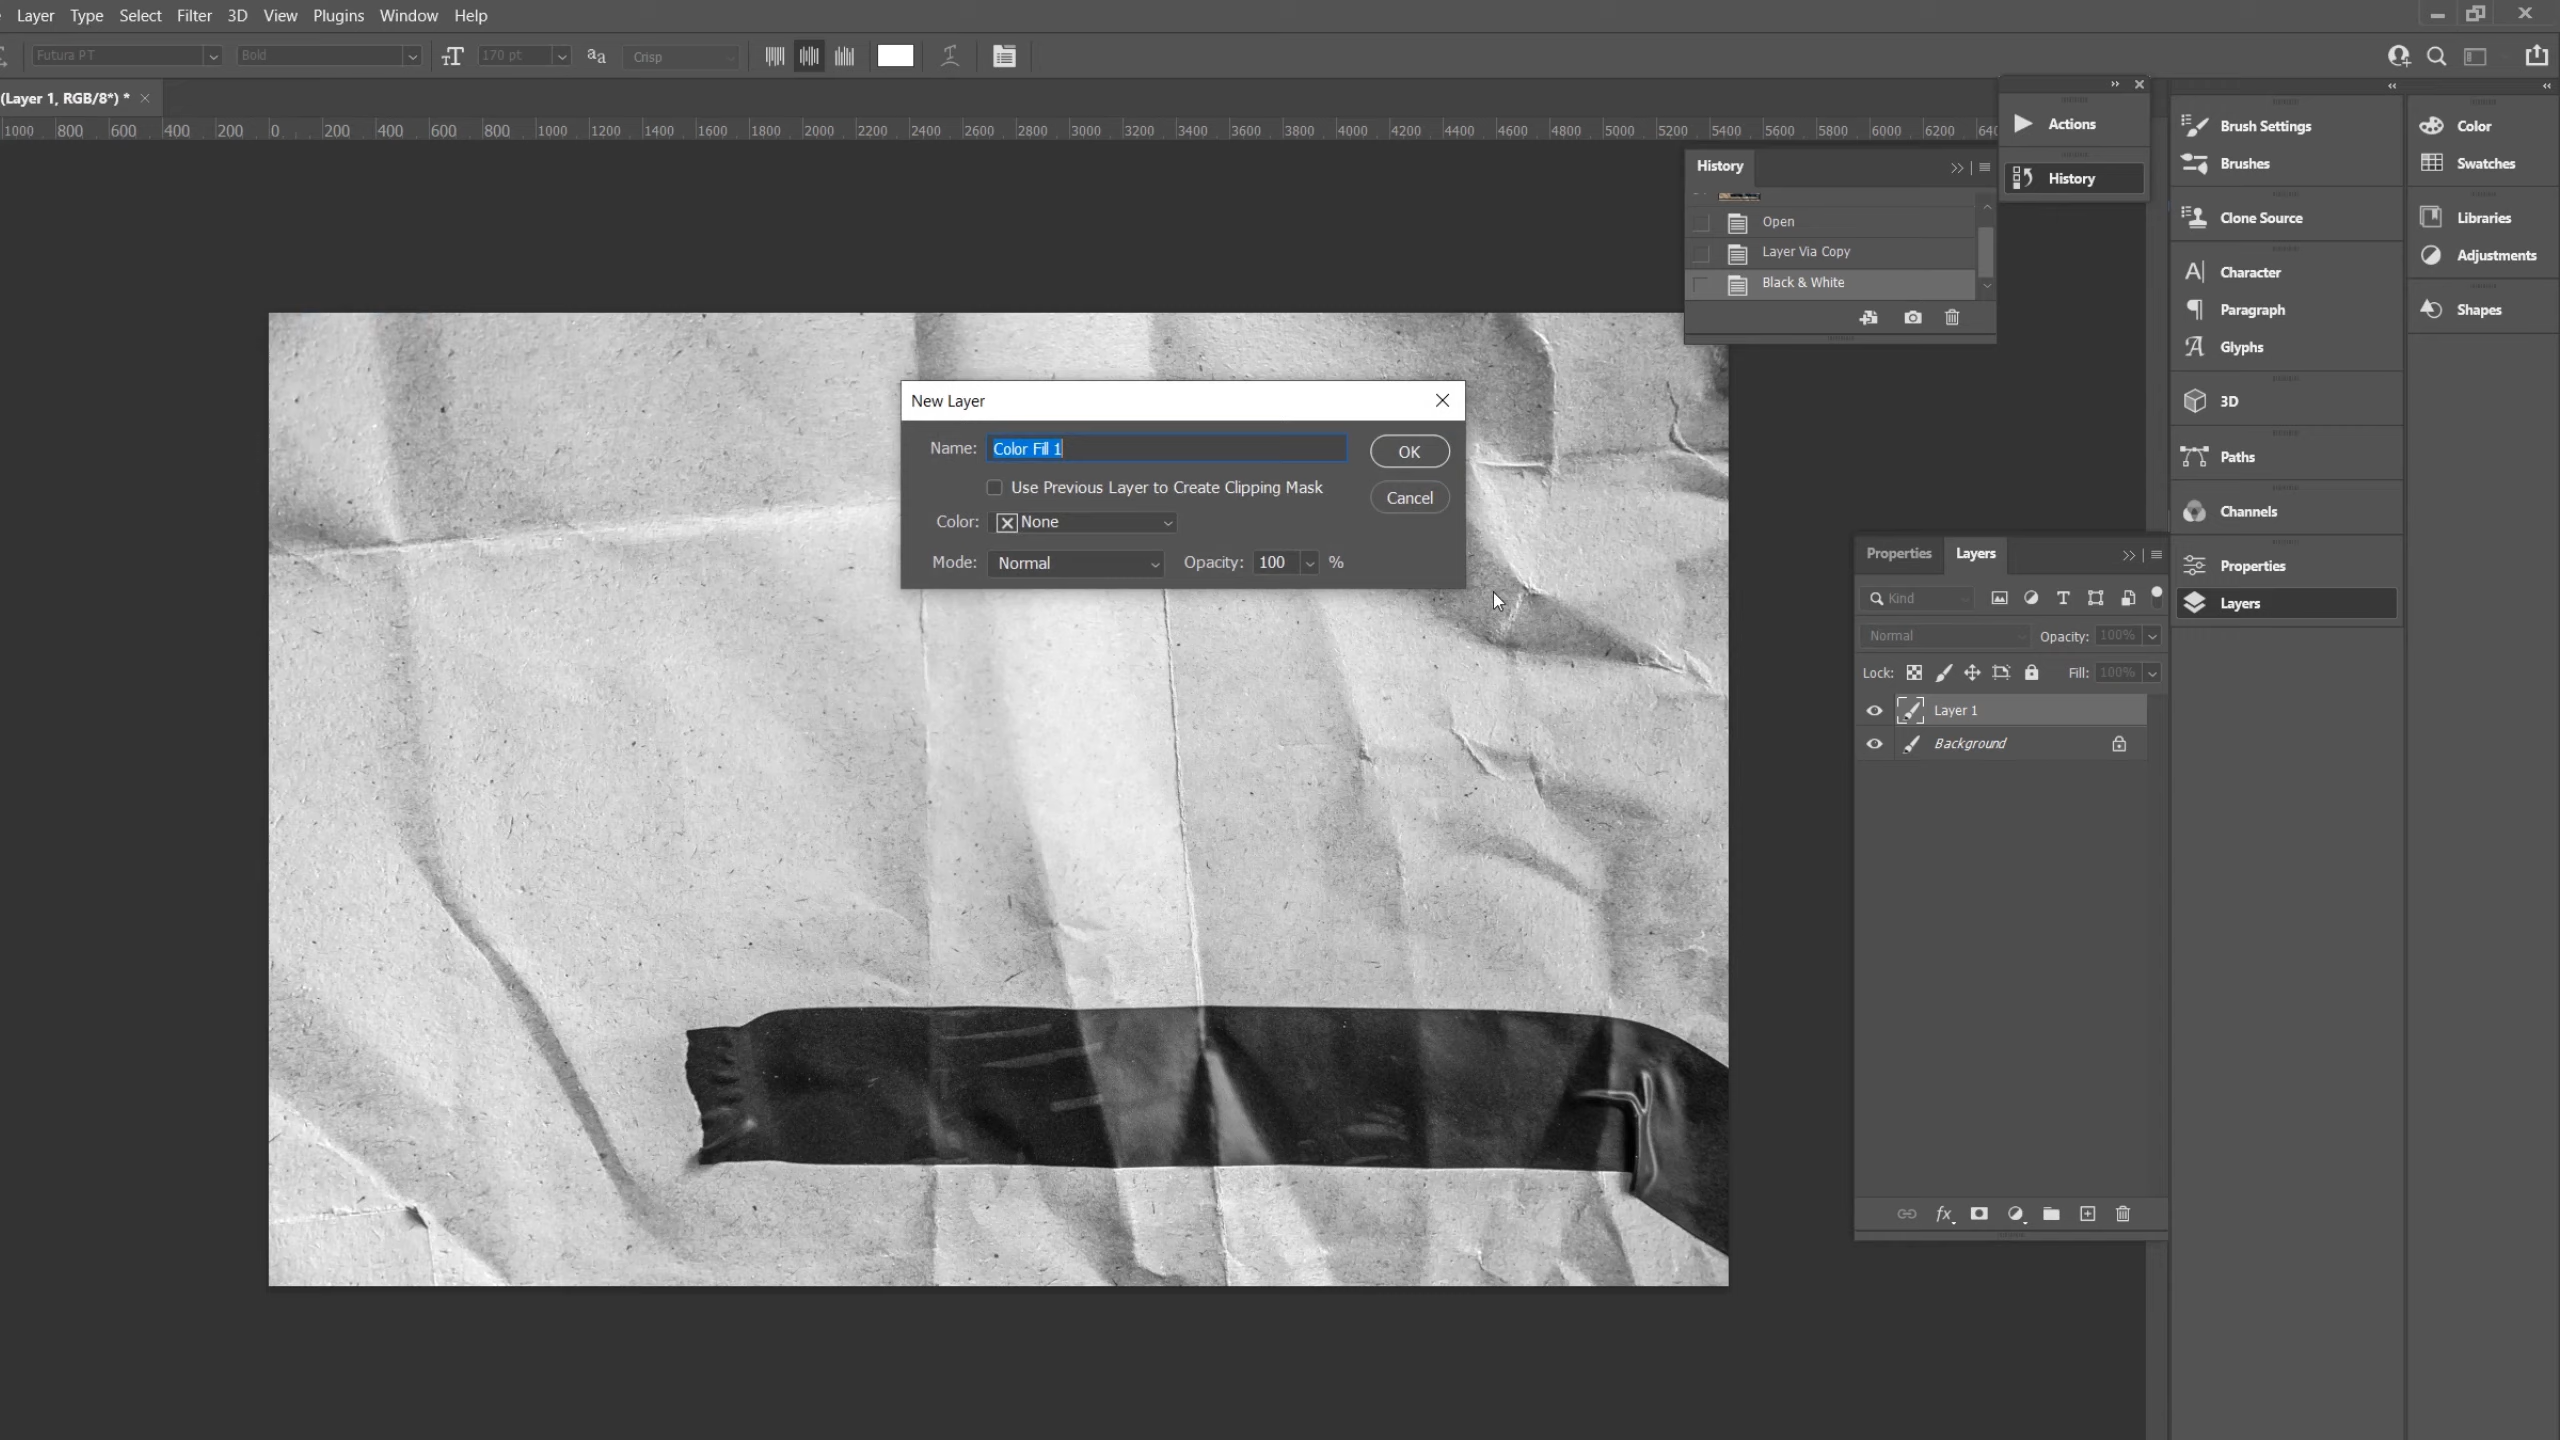 Layer Type Select Filter 3D View Plugins Window Help
Futura PT Bold 170 pt aa Crisp
(Layer 1, RGB/8*) * ×
1000 800 600 400 200 0 200 400 600 800 1000 1200 1400 1600 1800 2000 2200 2400 2600 2800 3000 3200 3400 3600 3800 4000 4200 4400 4600 4800 5000 5200 5400 5600 5800 6000 6200 640
Actions
History
History
Open
Layer Via Copy
Black & White
Brush Settings
Brushes
Clone Source
Character
Paragraph
Glyphs
3D
Paths
Channels
Properties
Layers
Color
Swatches
Libraries
Adjustments
Shapes
New Layer
Name: Color Fill 1
OK
Use Previous Layer to Create Clipping Mask
Cancel
Color: None
Mode: Normal Opacity: 100 %
Properties Layers
Kind
Normal Opacity: 100%
Lock: Fill: 100%
Layer 1
Background
fx